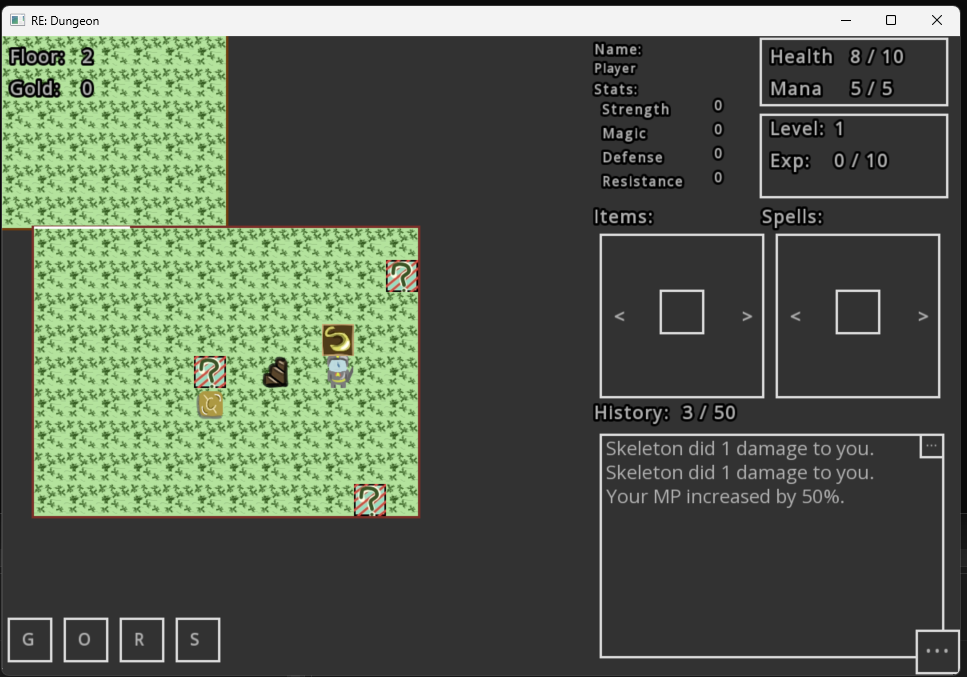 RE: Dungeon
Floor: 2
Gold: 0
Name:
Player
Stats:
Strength 0
Magic 0
Defense 0
Resistance 0
Health 8 / 10
Mana 5 / 5
Level: 1
Exp: 0 / 10
Items:
Spells:
< >
< >
History: 3 / 50
Skeleton did 1 damage to you.
Skeleton did 1 damage to you.
Your MP increased by 50%.
...
...
?
?
?
G O R S